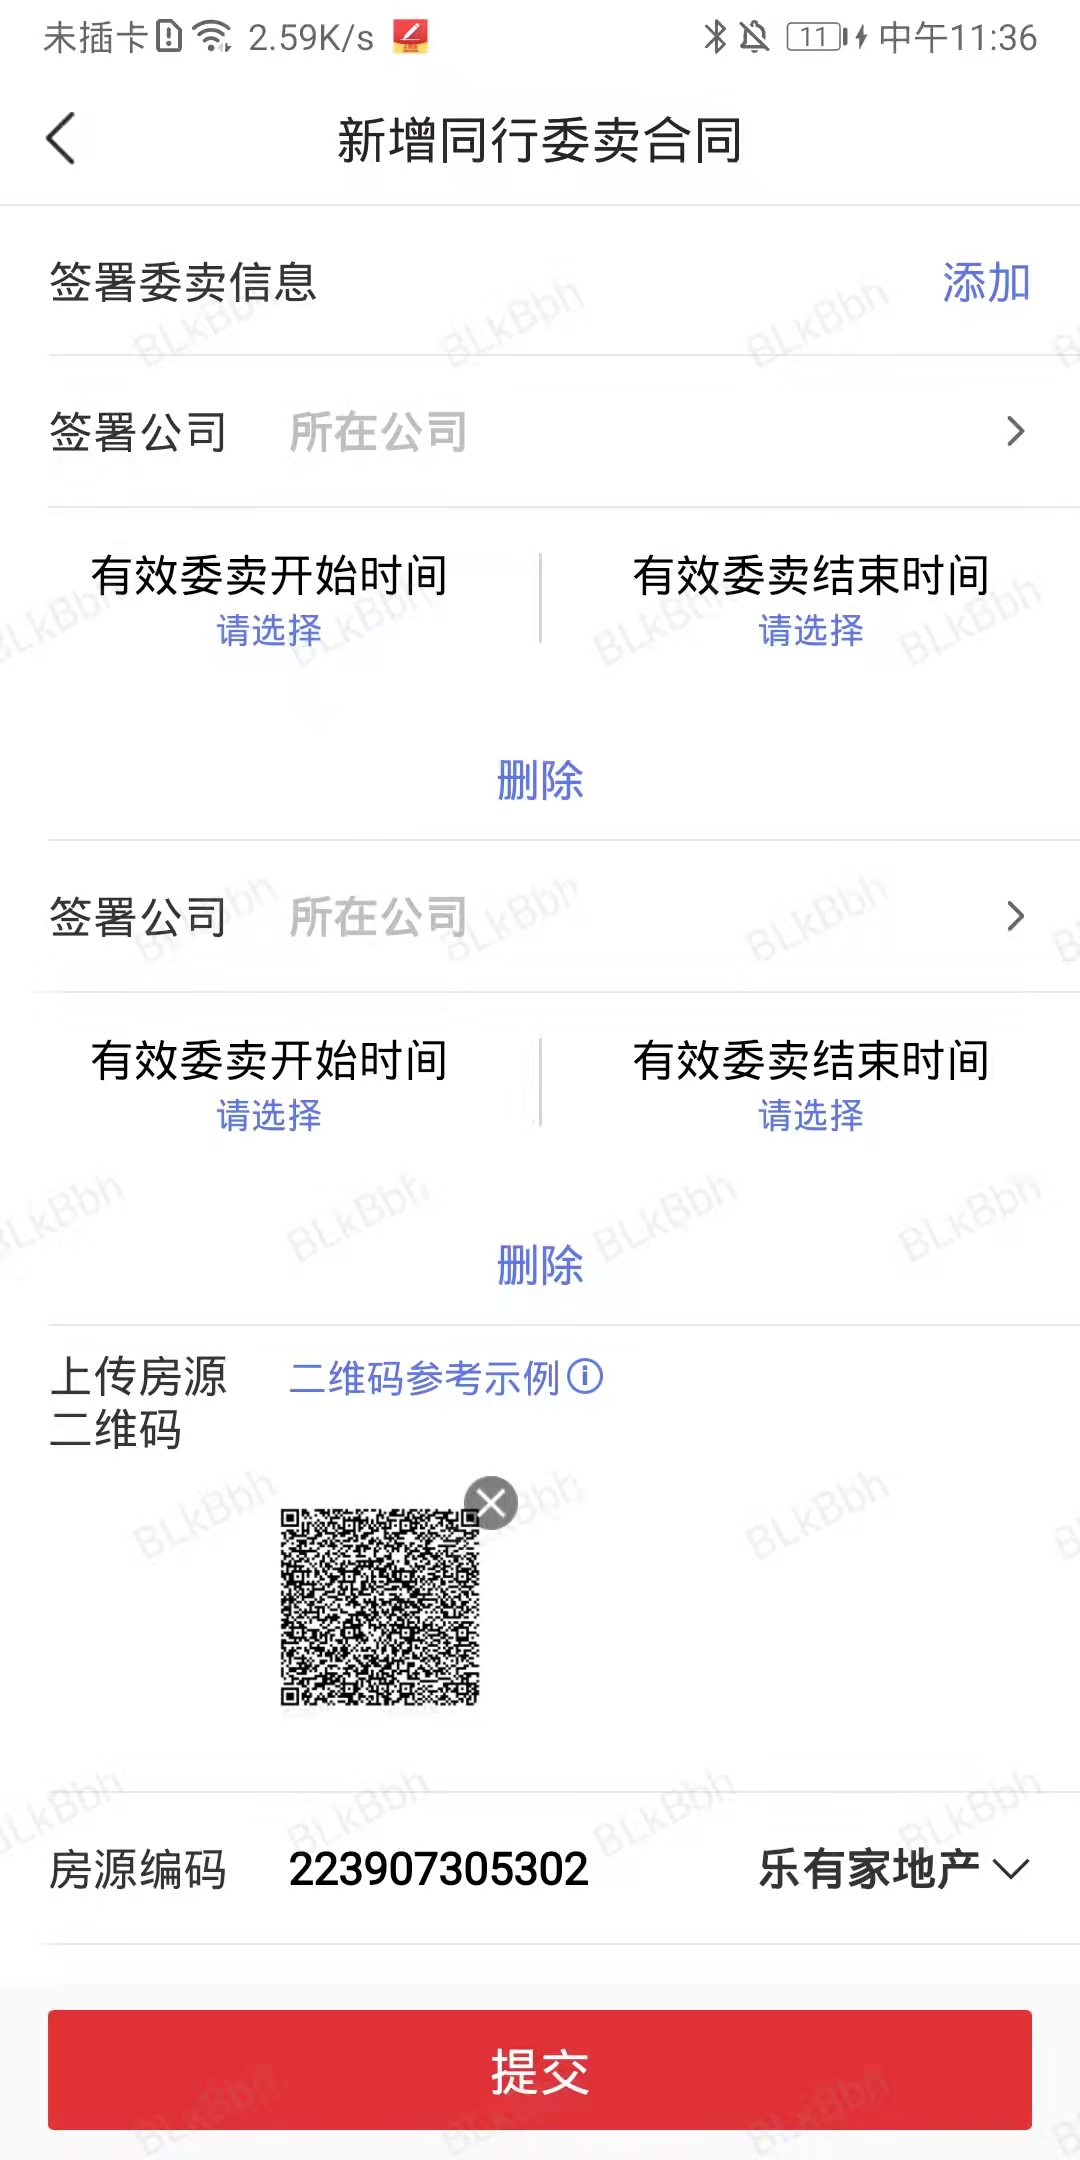 未插卡 2.59K/s 11 中午11:36
新增同行委卖合同
签署委卖信息 添加
签署公司 所在公司
有效委卖开始时间 有效委卖结束时间
请选择 请选择
删除
签署公司 所在公司
有效委卖开始时间 有效委卖结束时间
请选择 请选择
删除
上传房源 二维码参考示例
二维码
房源编码 223907305302 乐有家地产
提交
BLkBbh